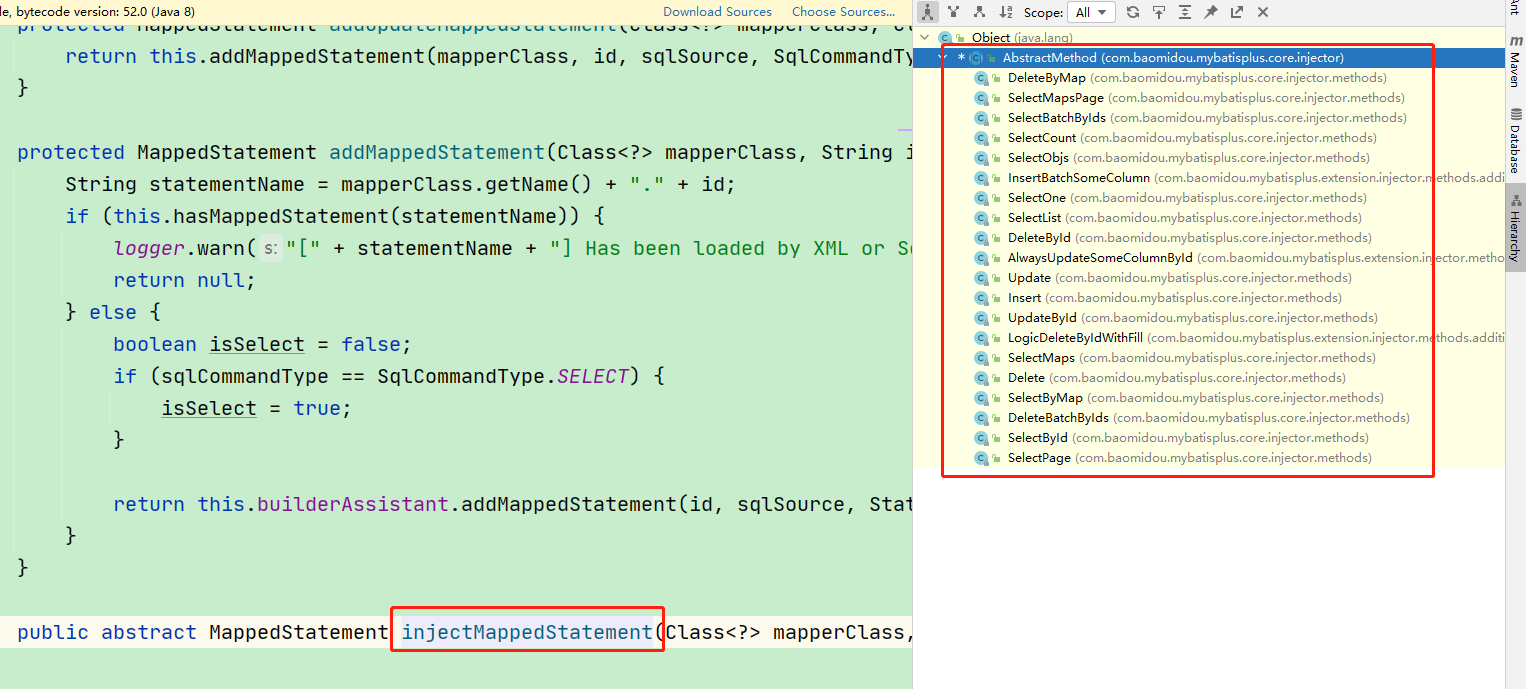 le, bytecode version: 52.0 (Java 8)
Download Sources
Choose Sources...
protected MappedStatement addUpdateMappedStatement(Class<?> mapperClass,
return this.addMappedStatement(mapperClass, id, sqlSource, SqlCommandTy
}
protected MappedStatement addMappedStatement(Class<?> mapperClass, String i
String statementName = mapperClass.getName() + "." + id;
if (this.hasMappedStatement(statementName)) {
logger.warn( s: "[" + statementName + "] Has been loaded by XML or S
return null;
} else {
boolean isSelect = false;
if (sqlCommandType == SqlCommandType.SELECT) {
isSelect = true;
}
return this.builderAssistant.addMappedStatement(id, sqlSource, Stat
}
}
public abstract MappedStatement injectMappedStatement(Class<?> mapperClass,
Scope: All
Object (java.lang)
* AbstractMethod (com.baomidou.mybatisplus.core.injector)
DeleteByMap (com.baomidou.mybatisplus.core.injector.methods)
SelectMapsPage (com.baomidou.mybatisplus.core.injector.methods)
SelectBatchByIds (com.baomidou.mybatisplus.core.injector.methods)
SelectCount (com.baomidou.mybatisplus.core.injector.methods)
SelectObjs (com.baomidou.mybatisplus.core.injector.methods)
InsertBatchSomeColumn (com.baomidou.mybatisplus.extension.injector.methods.additi
SelectOne (com.baomidou.mybatisplus.core.injector.methods)
SelectList (com.baomidou.mybatisplus.core.injector.methods)
DeleteById (com.baomidou.mybatisplus.core.injector.methods)
AlwaysUpdateSomeColumnById (com.baomidou.mybatisplus.extension.injector.metho
Update (com.baomidou.mybatisplus.core.injector.methods)
Insert (com.baomidou.mybatisplus.core.injector.methods)
UpdateById (com.baomidou.mybatisplus.core.injector.methods)
LogicDeleteByIdWithFill (com.baomidou.mybatisplus.extension.injector.methods.additi
SelectMaps (com.baomidou.mybatisplus.core.injector.methods)
Delete (com.baomidou.mybatisplus.core.injector.methods)
SelectByMap (com.baomidou.mybatisplus.core.injector.methods)
DeleteBatchByIds (com.baomidou.mybatisplus.core.injector.methods)
SelectById (com.baomidou.mybatisplus.core.injector.methods)
SelectPage (com.baomidou.mybatisplus.core.injector.methods)
Ant
m Maven
Database
Hierarchy